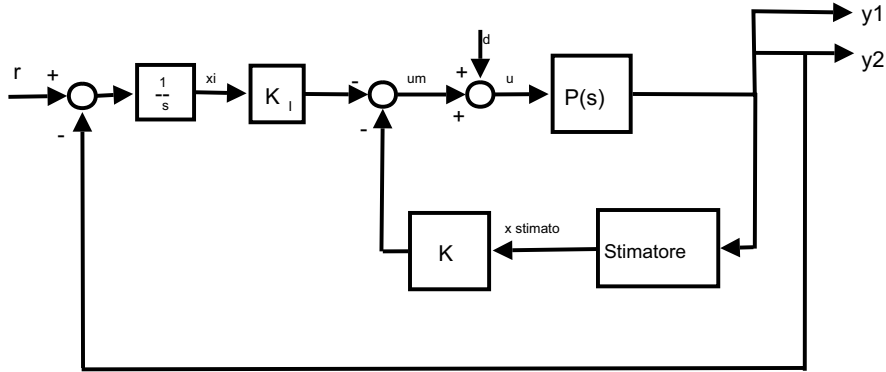 r
+
-
1
--
s
xi
K I
-
-
um
d
+
+
u
P(s)
y1
y2
K
x stimato
Stimatore